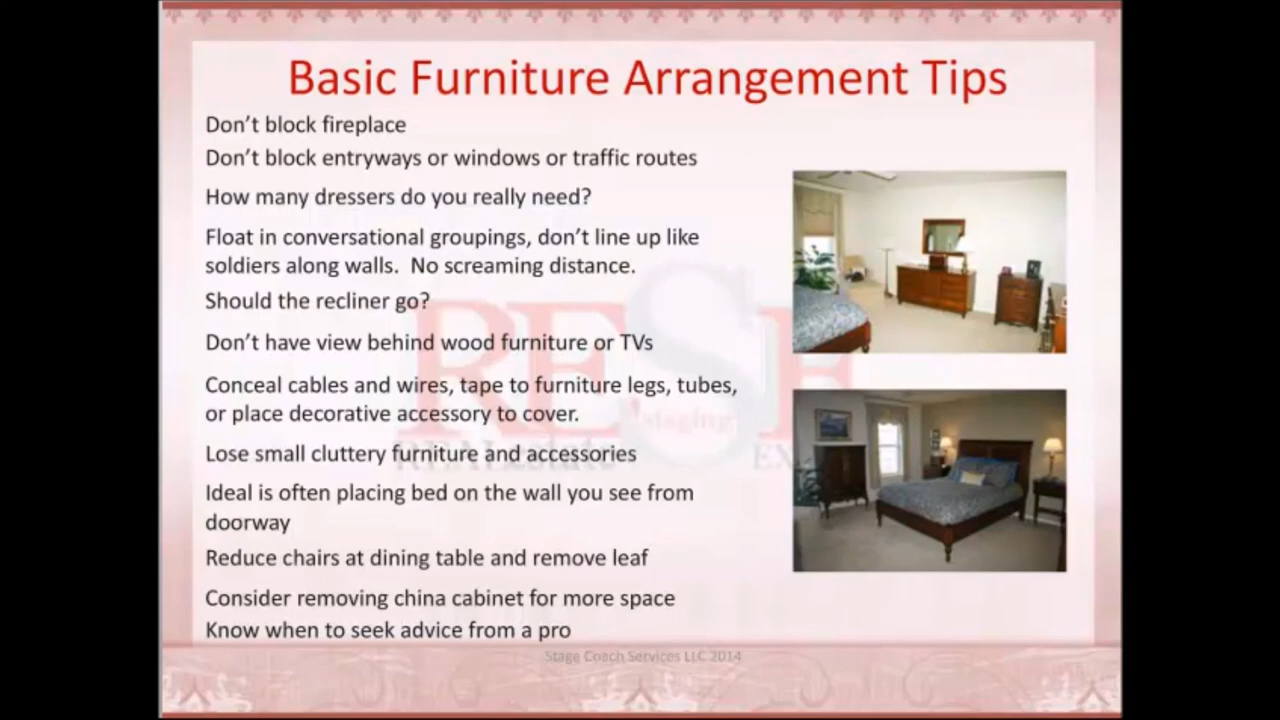 Basic Furniture Arrangement Tips
Don't block fireplace
Don't block entryways or windows or traffic routes
How many dressers do you really need?
Float in conversational groupings, don't line up like
soldiers along walls.  No screaming distance.
Should the recliner go?
Don't have view behind wood furniture or TVs
Conceal cables and wires, tape to furniture legs, tubes,
or place decorative accessory to cover.
Lose small cluttery furniture and accessories
Ideal is often placing bed on the wall you see from
doorway
Reduce chairs at dining table and remove leaf
Consider removing china cabinet for more space
Know when to seek advice from a pro
Stage Coach Services LLC 2014
RESE
staging
REALestate